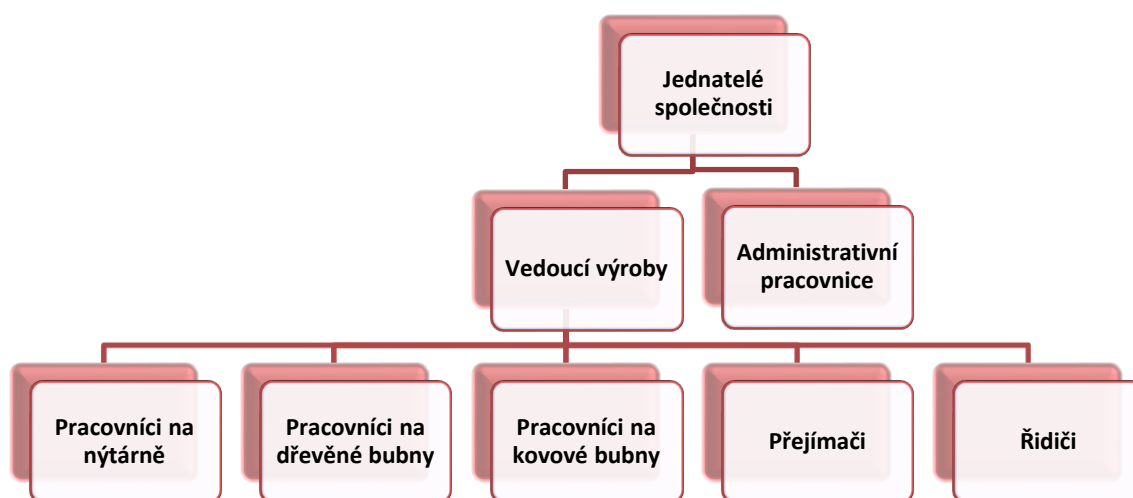 Jednatelé
společnosti
Vedoucí výroby
Administrativní
pracovnice
Pracovníci na
nýtárně
Pracovníci na
dřevěné bubny
Pracovníci na
kovové bubny
Přejímači
Řidiči